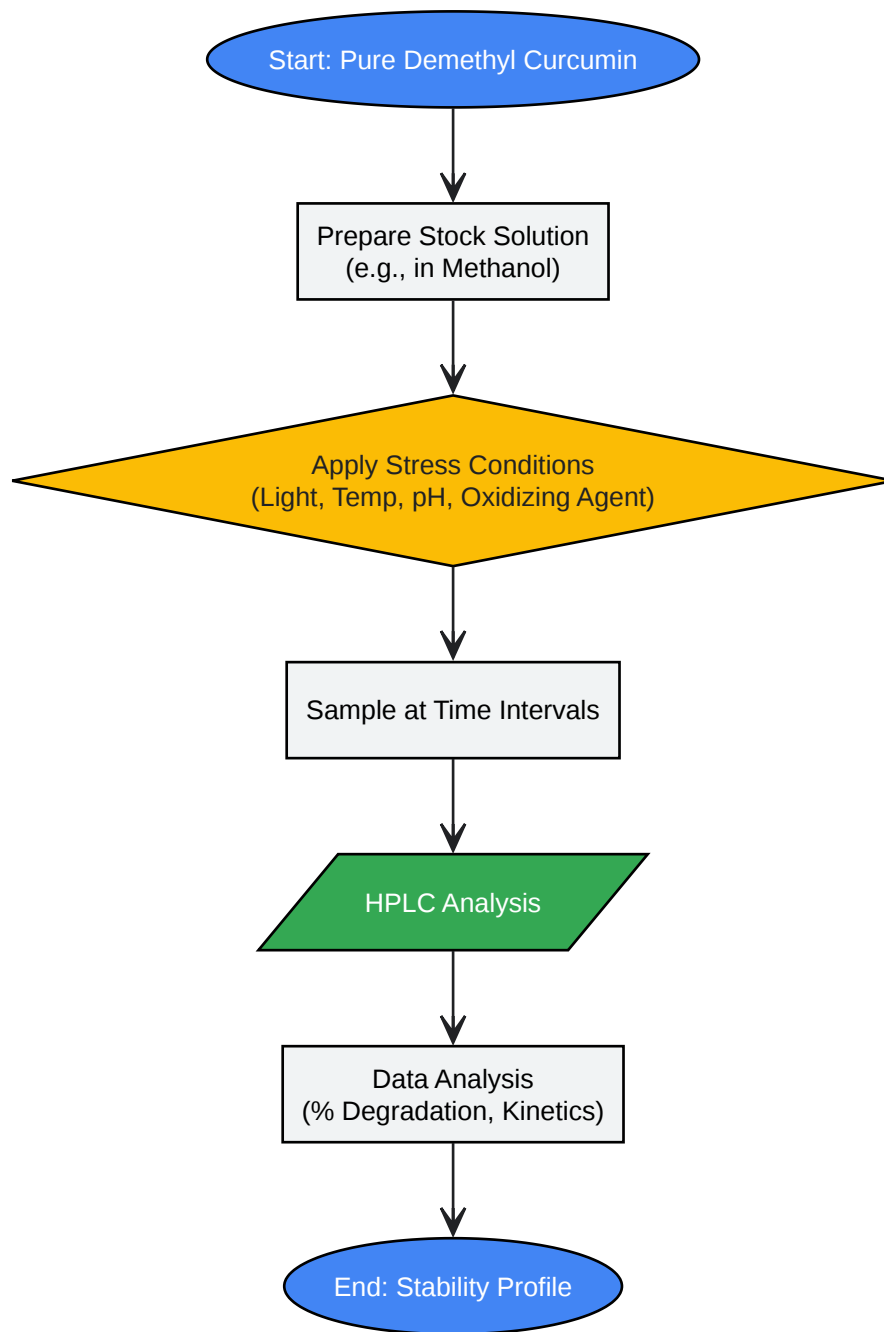 Start: Pure Demethyl Curcumin
Prepare Stock Solution
(e.g., in Methanol)
Apply Stress Conditions
(Light, Temp, pH, Oxidizing Agent)
Sample at Time Intervals
HPLC Analysis
Data Analysis
(% Degradation, Kinetics)
End: Stability Profile